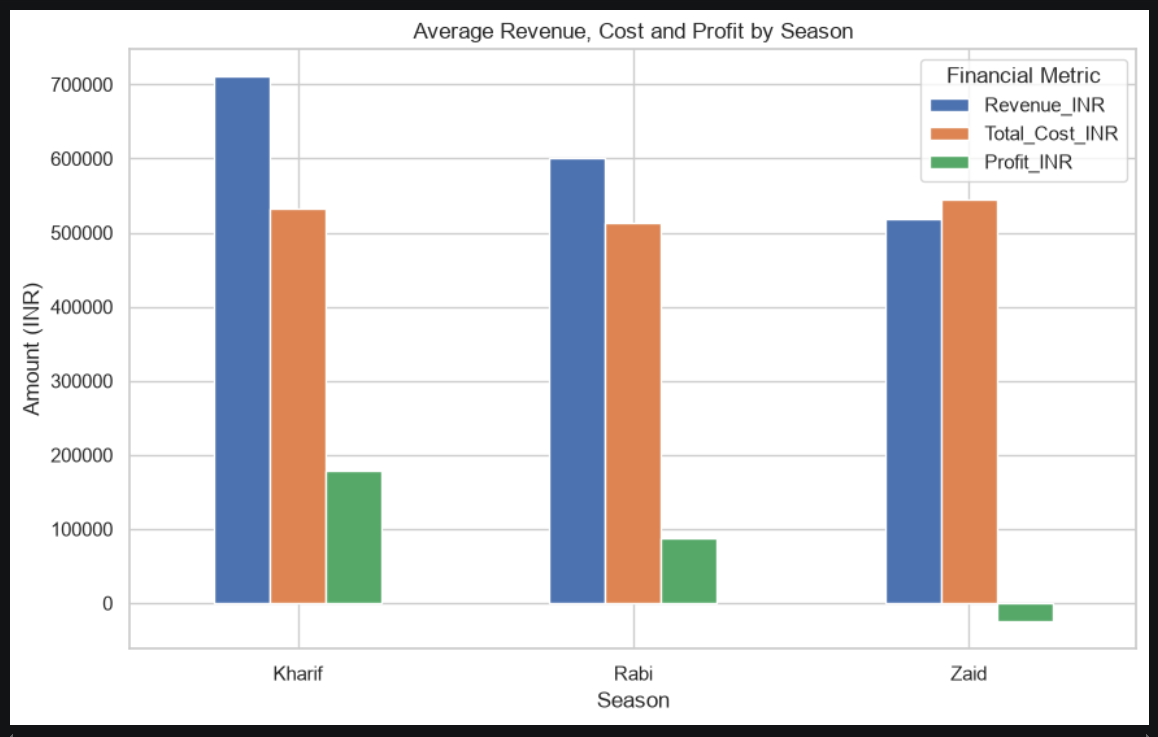 Average Revenue, Cost and Profit by Season
Financial Metric
Revenue_INR
Total_Cost_INR
Profit_INR
Amount (INR)
700000
600000
500000
400000
300000
200000
100000
0
Kharif
Rabi
Zaid
Season